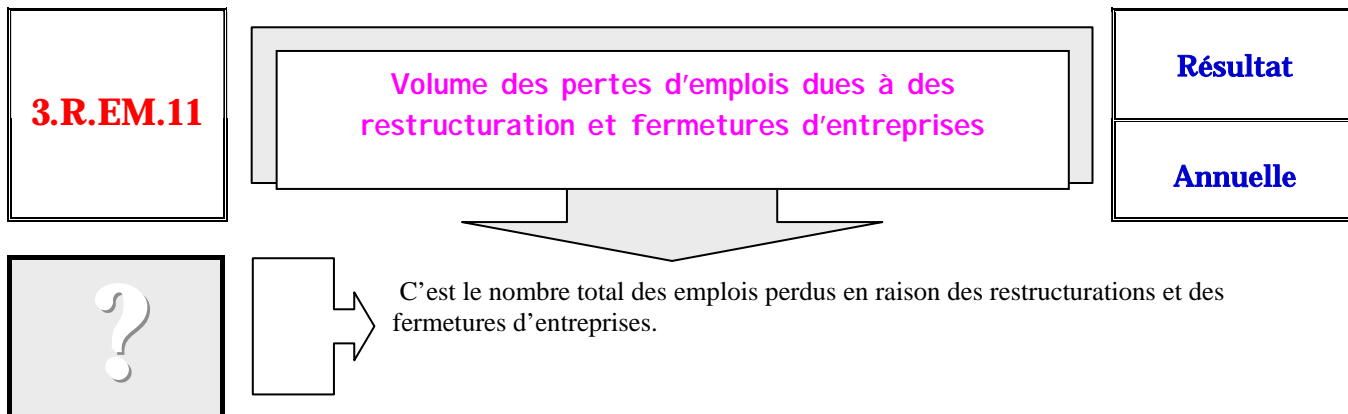 3.R.EM.11
Volume des pertes d'emplois dues à des
restructuration et fermetures d'entreprises
Résultat
Annuelle
?
C'est le nombre total des emplois perdus en raison des restructurations et des
fermetures d'entreprises.